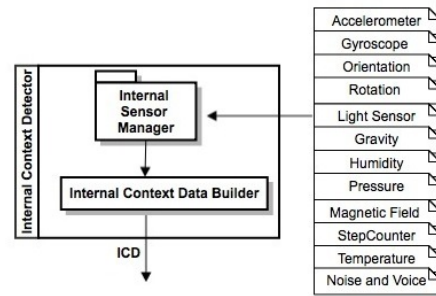 Internal Context Detector
Internal
Sensor
Manager
Internal Context Data Builder
ICD
Accelerometer
Gyroscope
Orientation
Rotation
Light Sensor
Gravity
Humidity
Pressure
Magnetic Field
StepCounter
Temperature
Noise and Voice